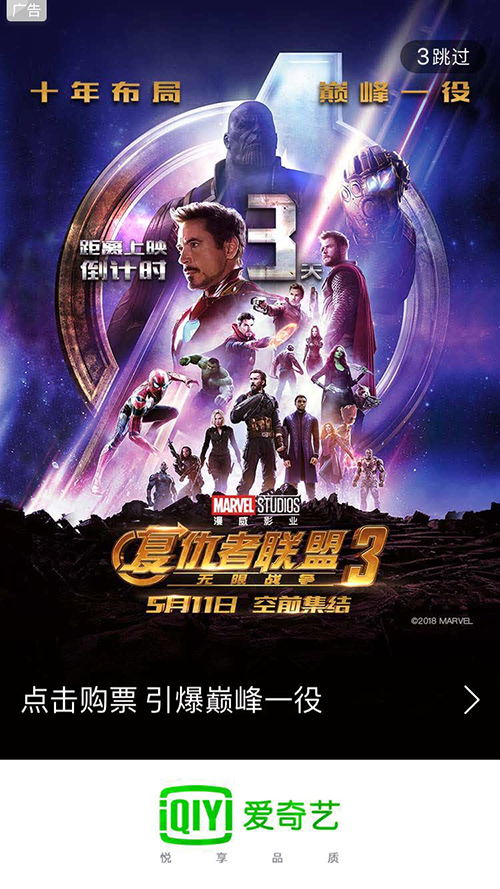 广告
3跳过
十年布局 巅峰一役
距离上映
倒计时 3天
MARVEL STUDIOS
漫威影业
复仇者联盟3
无限战争
5月11日 空前集结
©2018 MARVEL
点击购票 引爆巅峰一役
iQIYI 爱奇艺
悦享品质